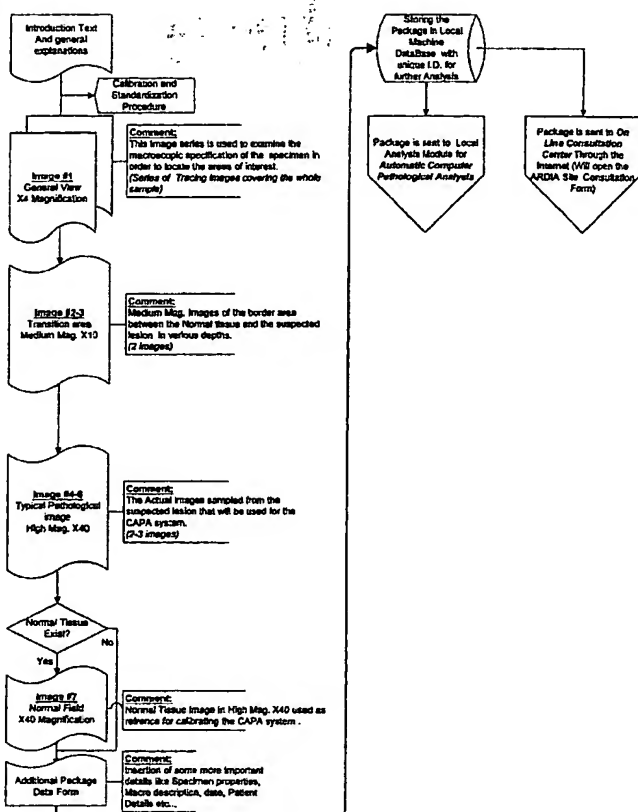 Introduction Text
And general
explanations
Calibration and
Standardization
Procedure
Image #1
General View
X4 Magnification
Comment:
This Image series is used to examine the
macroscopic specification of the specimen in
order to locate the areas of interest.
(Series of Tracing Images covering the whole
sample)
Image #2-3
Transition area
Medium Mag. X10
Comment:
Medium Mag. Images of the border area
between the Normal tissue and the suspected
lesion in various depths.
(2 Images)
Image #4-6
Typical Pathological
image
High Mag. X40
Comment:
The Actual Images sampled from the
suspected lesion that will be used for the
CAPA system.
(2-3 images)
Normal Tissue
Exist?
No
Yes
Image #7
Normal Field
X40 Magnification
Comment:
Normal Tissue Image in High Mag. X40 used as
refrence for calibrating the CAPA system .
Additional Package
Data Form
Comment:
Insertion of some more important
details like Specimen properties,
Macro description, date, Patient
Details etc...
Storing the
Package in Local
Machine
DataBase with
unique I.D. for
further Analysis
Package is sent to Local
Analysis Module for
Automatic Computer
Pathological Analysis
Package is sent to On
Line Consultation
Center Through the
Internet (Will open the
ARDIA Site Consultation
Form)